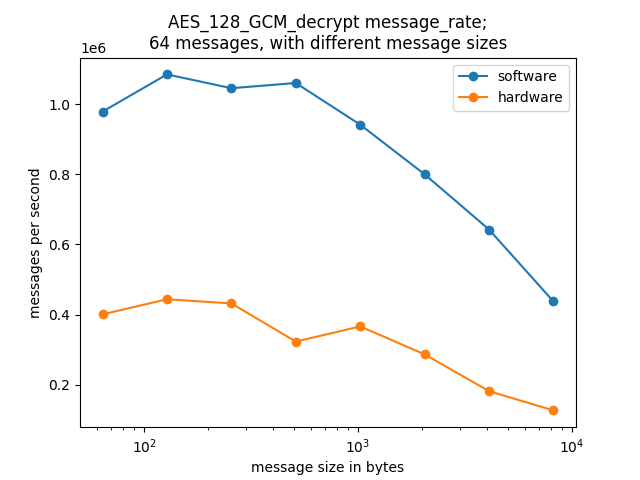 AES_128_GCM_decrypt message_rate;
64 messages, with different message sizes
1e6
software
hardware
1.0
0.8
0.6
0.4
0.2
messages per second
10²
10³
10⁴
message size in bytes